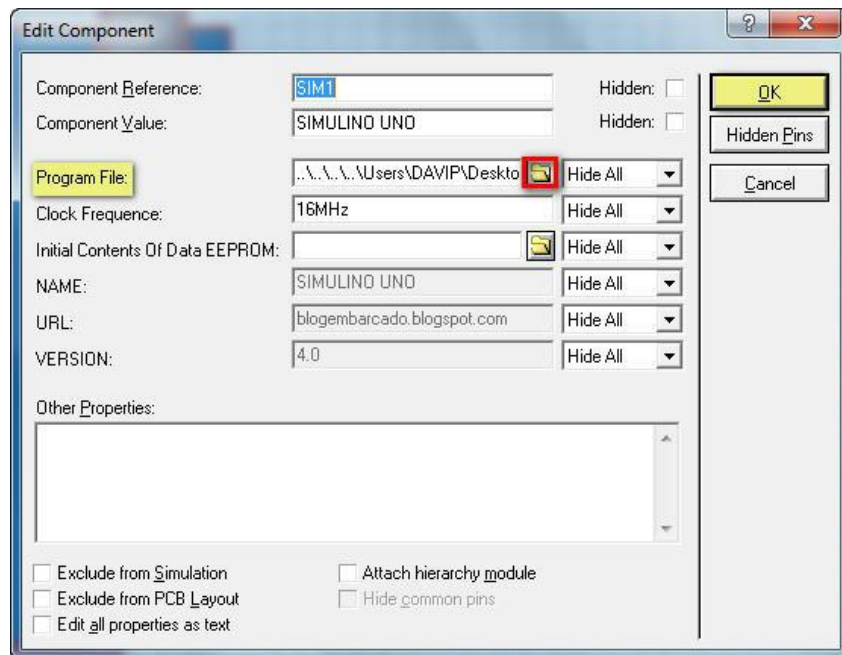 Edit Component
Component Reference: SIM1 Hidden:
Component Value: SIMULINO UNO Hidden:
Program File: ..\..\..\..\Users\DAVIP\Deskto Hide All
Clock Frequence: 16MHz Hide All
Initial Contents Of Data EEPROM: Hide All
NAME: SIMULINO UNO Hide All
URL: blogembarcado.blogspot.com Hide All
VERSION: 4.0 Hide All
Other Properties:
Exclude from Simulation Attach hierarchy module
Exclude from PCB Layout Hide common pins
Edit all properties as text
? X
OK
Hidden Pins
Cancel